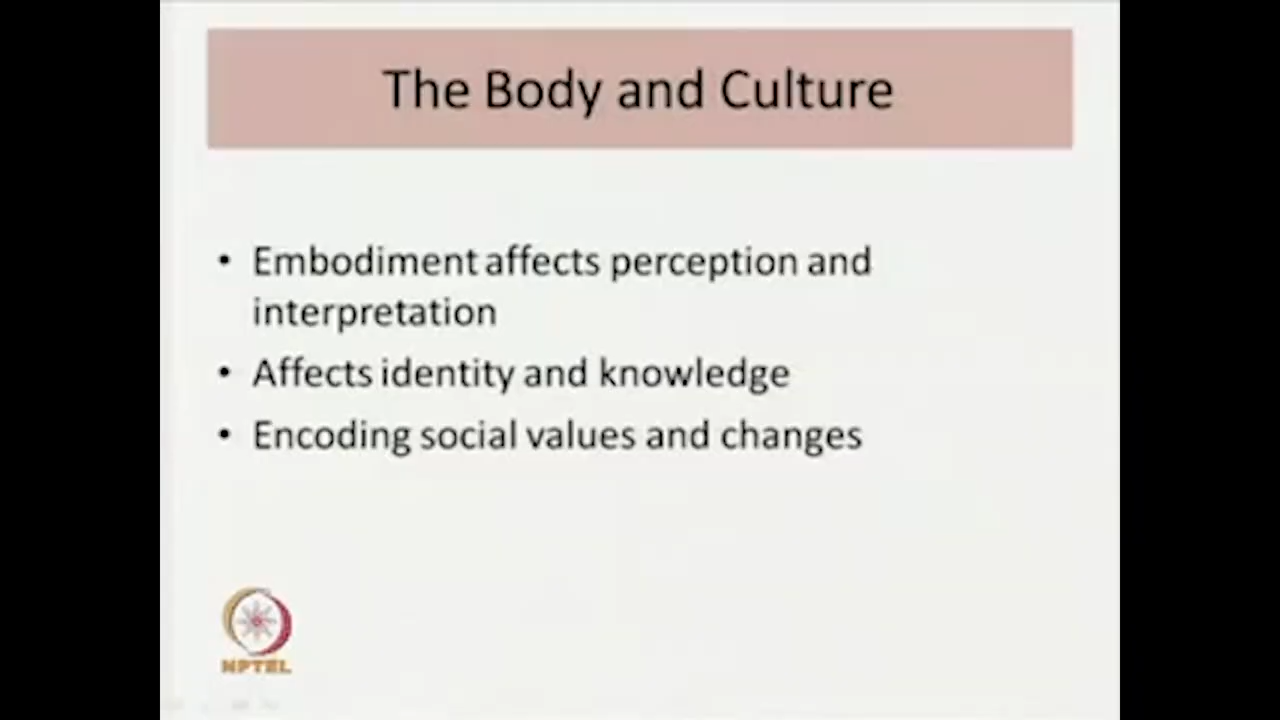 The Body and Culture
• Embodiment affects perception and
interpretation
• Affects identity and knowledge
• Encoding social values and changes
NPTEL